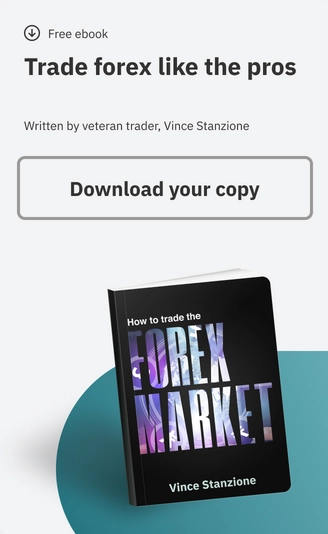 Free ebook
Trade forex like the pros
Written by veteran trader, Vince Stanzione
Download your copy
How to trade the
FOREX
MARKET
Vince Stanzione